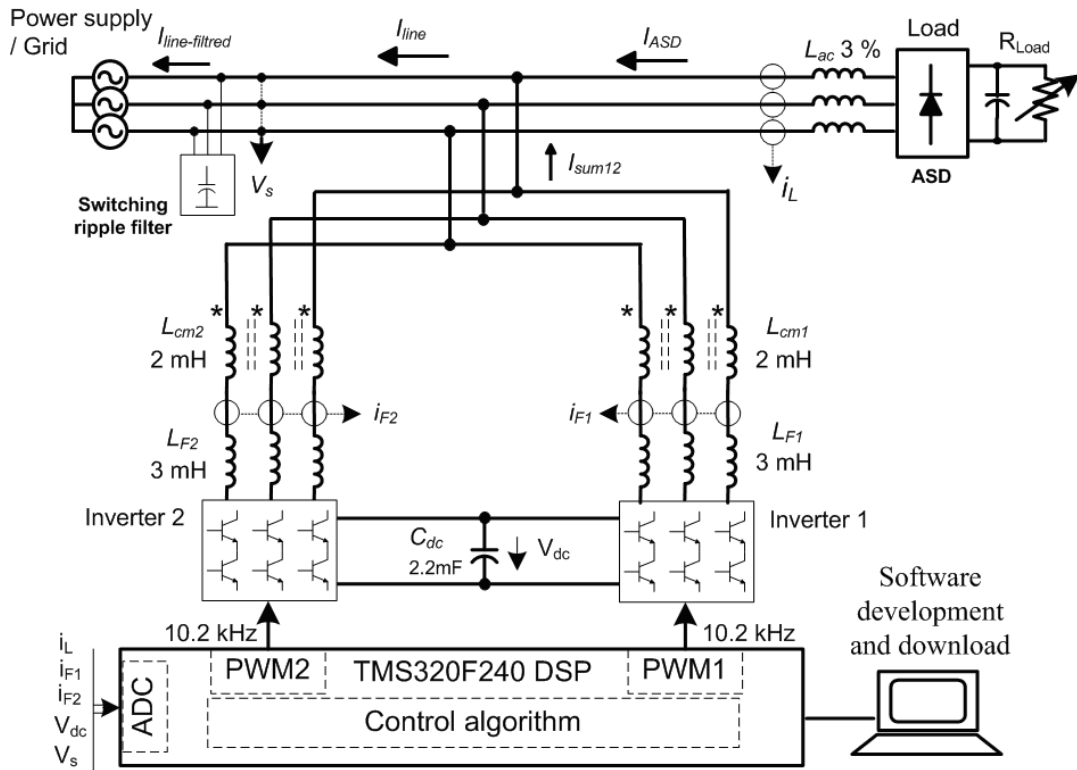 Power supply
/ Grid
I_line-filtred
I_line
I_ASD
L_ac 3 %
Load
R_Load
ASD
Switching
ripple filter
V_s
I_sum12
i_L
* * *
* * *
L_cm2
2 mH
L_cm1
2 mH
i_F2
i_F1
L_F2
3 mH
L_F1
3 mH
Inverter 2
Inverter 1
C_dc
2.2mF
V_dc
10.2 kHz
10.2 kHz
Software
development
and download
i_L
i_F1
i_F2
V_dc
V_s
ADC
PWM2
TMS320F240 DSP
PWM1
Control algorithm